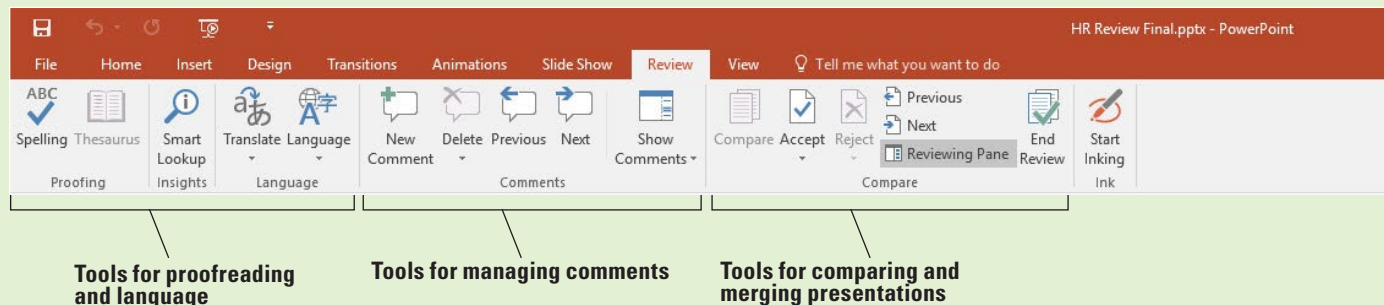 HR Review Final.pptx - PowerPoint
File Home Insert Design Transitions Animations Slide Show Review View Tell me what you want to do
ABC
Spelling Thesaurus Smart Lookup Translate Language New Comment Delete Previous Next Show Comments Compare Accept Reject Previous Next Reviewing Pane End Review Start Inking
Proofing Insights Language Comments Compare Ink
Tools for proofreading
and language
Tools for managing comments
Tools for comparing and
merging presentations